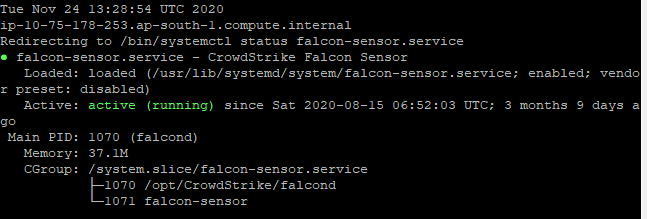 Tue Nov 24 13:28:54 UTC 2020
ip-10-75-178-253.ap-south-1.compute.internal
Redirecting to /bin/systemctl status falcon-sensor.service
● falcon-sensor.service - CrowdStrike Falcon Sensor
   Loaded: loaded (/usr/lib/systemd/system/falcon-sensor.service; enabled; vendo
r preset: disabled)
   Active: active (running) since Sat 2020-08-15 06:52:03 UTC; 3 months 9 days a
go
 Main PID: 1070 (falcond)
   Memory: 37.1M
   CGroup: /system.slice/falcon-sensor.service
           ├─1070 /opt/CrowdStrike/falcond
           └─1071 falcon-sensor